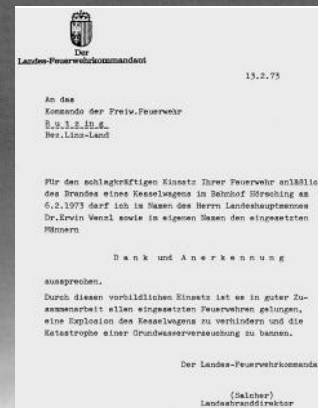 Der
Landes-Feuerwehrkommandant
13.2.73
An das
Kommando der Freiw.Feuerwehr
Rutzing
Bez.Linz-Land
Für den schlagkräftigen Einsatz Ihrer Feuerwehr anläßlic
des Brandes eines Kesselwagens im Bahnhof Hörsching am
6.2.1973 darf ich im Namen des Herrn Landeshauptmannes
Dr.Erwin Wenzl sowie im eigenen Namen den eingesetzten
Männern
Dank und Anerkennung
aussprechen.
Durch diesen vorbildlichen Einsatz ist es in guter Zu-
sammenarbeit allen eingesetzten Feuerwehren gelungen,
eine Explosion des Kesselwagens zu verhindern und die
Katastrophe einer Grundwasserverseuchung zu bannen.
Der Landes-Feuerwehrkommanda
(Salcher)
Landesbranddirektor